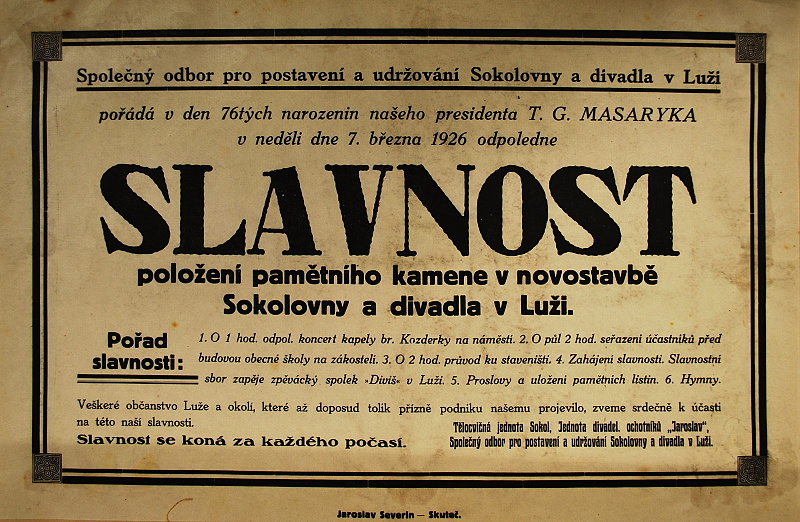 Společný odbor pro postavení a udržování Sokolovny a divadla v Luži
pořádá v den 76tých narozenin našeho presidenta T. G. MASARYKA
v neděli dne 7. března 1926 odpoledne
SLAVNOST
položení pamětního kamene v novostavbě
Sokolovny a divadla v Luži.
Pořad
slavnosti:
1. O 1 hod. odpol. koncert kapely br. Kozderky na náměstí. 2. O půl 2 hod. seřazení účastníků před
budovou obecné školy na zákosteli. 3. O 2 hod. průvod ku staveništi. 4. Zahájení slavnosti. Slavnostní
sbor zapěje zpěvácký spolek »Diviš« v Luži. 5. Proslovy a uložení pamětních listin. 6. Hymny.
Veškeré občanstvo Luže a okolí, které až doposud tolik přízně podniku našemu projevilo, zveme srdečně k účasti
na této naší slavnosti.
Slavnost se koná za každého počasí.
Tělocvičná jednota Sokol, Jednota divadel. ochotníků „Jaroslav",
Společný odbor pro postavení a udržování Sokolovny a divadla v Luži.
Jaroslav Severin — Skuteč.